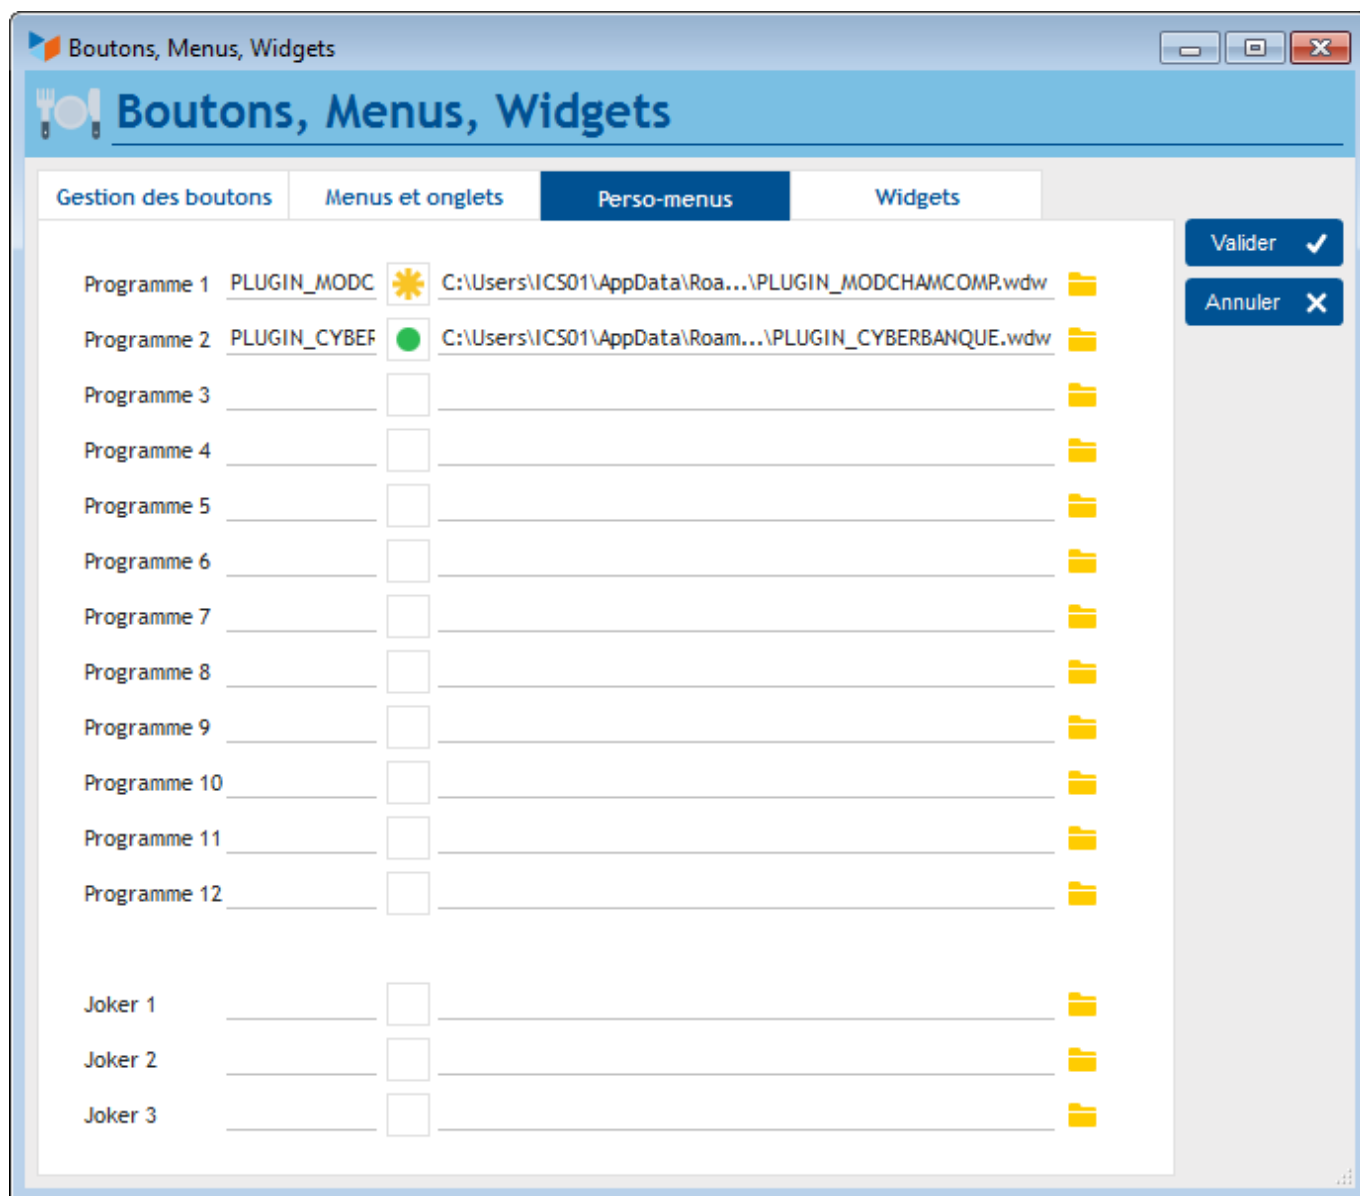 Boutons, Menus, Widgets
Boutons, Menus, Widgets
Gestion des boutons Menus et onglets Perso-menus Widgets
Valider
Annuler
Programme 1 PLUGIN_MODC C:\Users\ICS01\AppData\Roa...\PLUGIN_MODCHAMCOMP.wdw
Programme 2 PLUGIN_CYBER C:\Users\ICS01\AppData\Roam...\PLUGIN_CYBERBANQUE.wdw
Programme 3
Programme 4
Programme 5
Programme 6
Programme 7
Programme 8
Programme 9
Programme 10
Programme 11
Programme 12
Joker 1
Joker 2
Joker 3